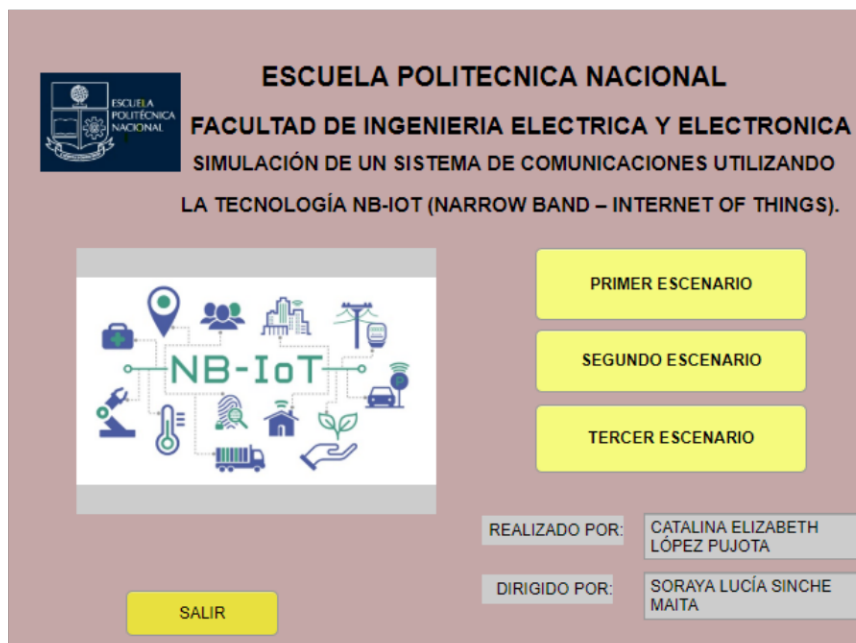 ESCUELA POLITECNICA NACIONAL
ESCUELA
POLITÉCNICA
NACIONAL
FACULTAD DE INGENIERIA ELECTRICA Y ELECTRONICA
SIMULACIÓN DE UN SISTEMA DE COMUNICACIONES UTILIZANDO
LA TECNOLOGÍA NB-IOT (NARROW BAND – INTERNET OF THINGS).
NB-IoT
P
PRIMER ESCENARIO
SEGUNDO ESCENARIO
TERCER ESCENARIO
REALIZADO POR:
CATALINA ELIZABETH
LÓPEZ PUJOTA
DIRIGIDO POR:
SORAYA LUCÍA SINCHE
MAITA
SALIR